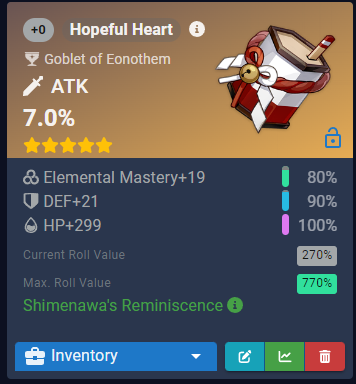 +0 Hopeful Heart
Goblet of Eonothem
ATK
7.0%
Elemental Mastery+19 80%
DEF+21 90%
HP+299 100%
Current Roll Value 270%
Max. Roll Value 770%
Shimenawa's Reminiscence
Inventory